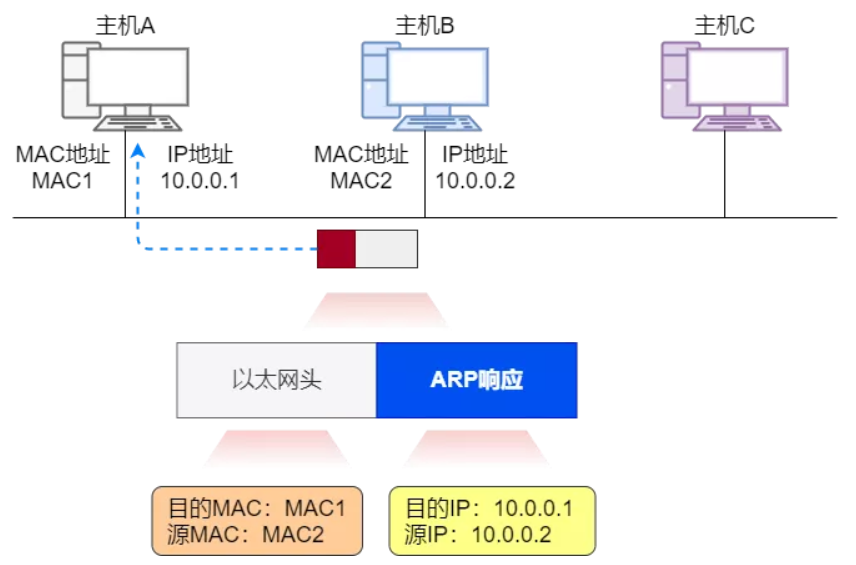 主机A
主机B
主机C
MAC地址
MAC1
IP地址
10.0.0.1
MAC地址
MAC2
IP地址
10.0.0.2
以太网头
ARP响应
目的MAC：MAC1
源MAC：MAC2
目的IP：10.0.0.1
源IP：10.0.0.2